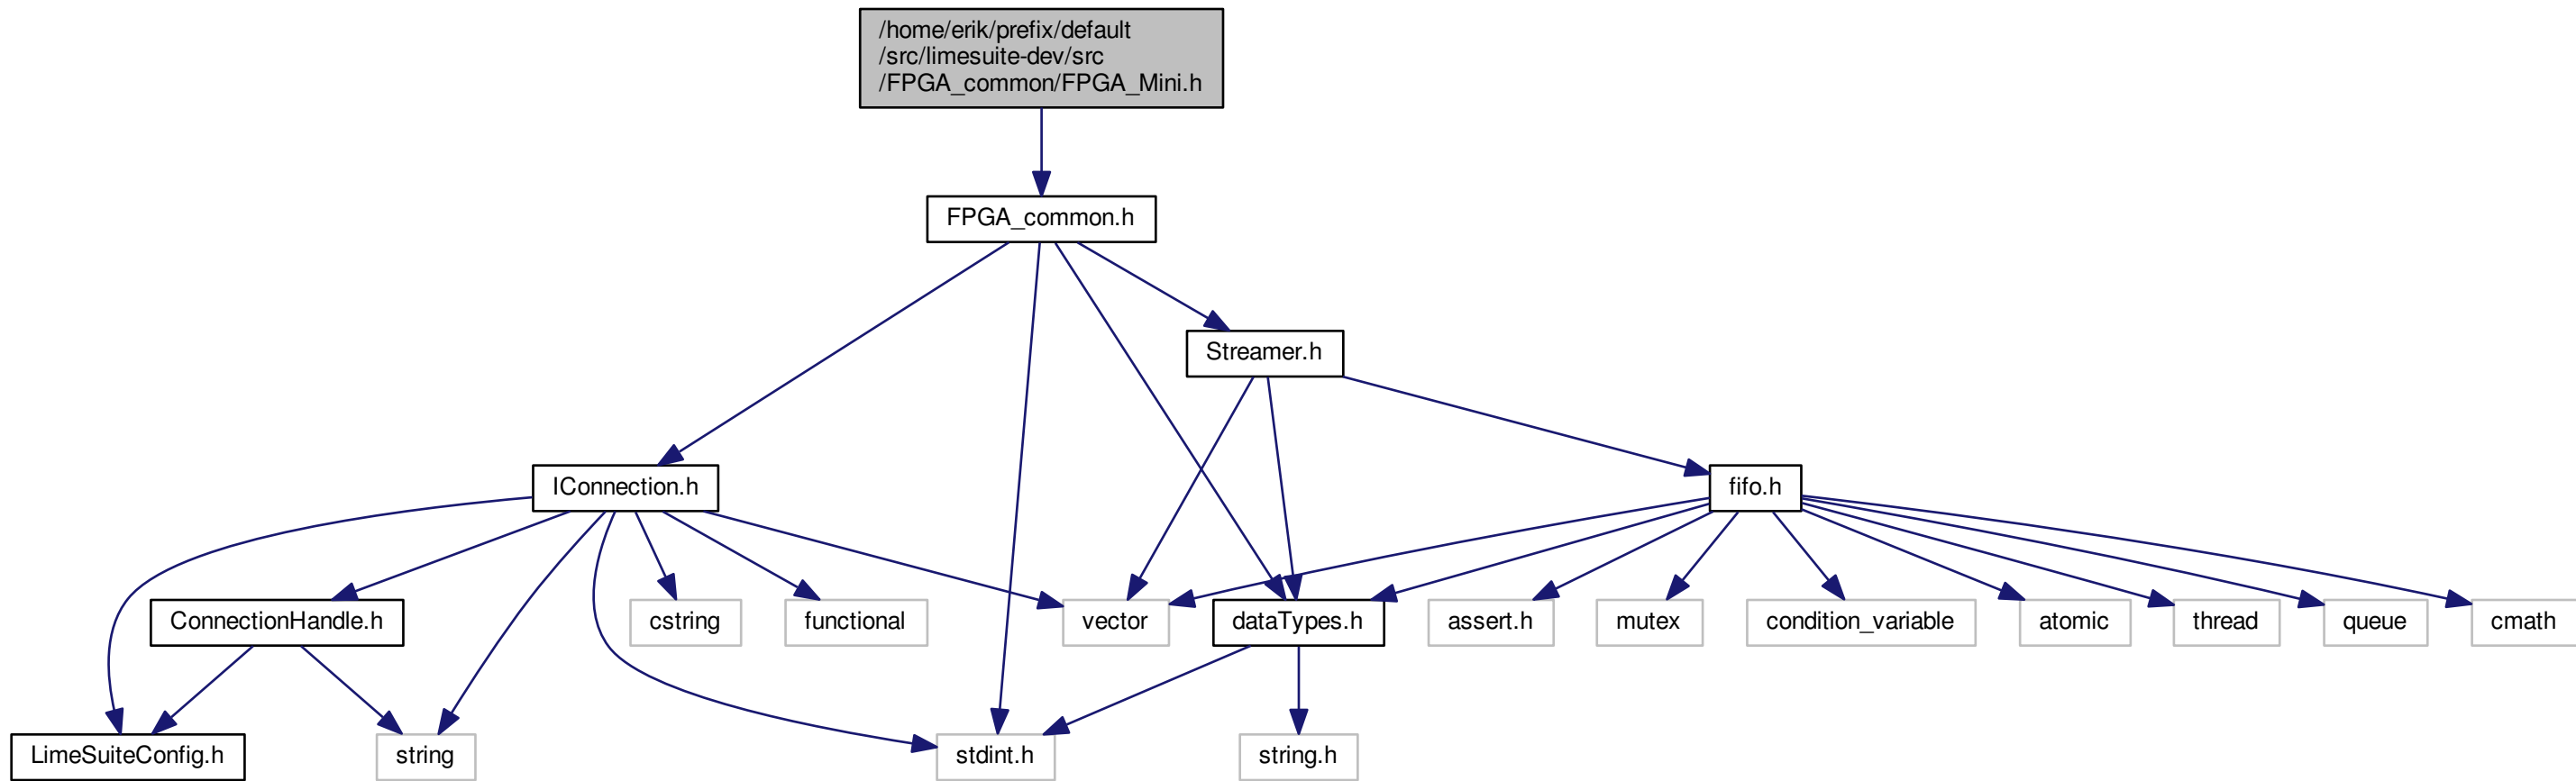 /home/erik/prefix/default
/src/limesuite-dev/src
/FPGA_common/FPGA_Mini.h
FPGA_common.h
Streamer.h
IConnection.h
fifo.h
ConnectionHandle.h
cstring
functional
vector
dataTypes.h
assert.h
mutex
condition_variable
atomic
thread
queue
cmath
LimeSuiteConfig.h
string
stdint.h
string.h